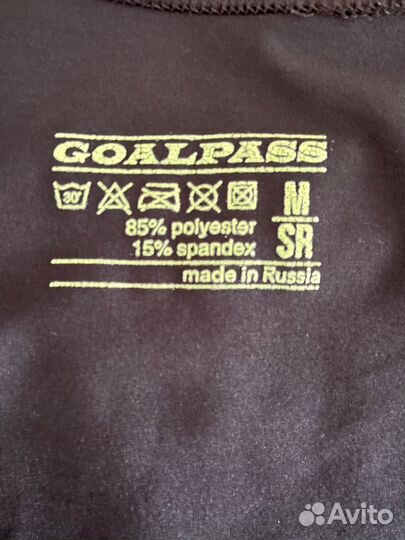 GOALPASS
30°
M
85% polyester
15% spandex
SR
made in Russia
Avito